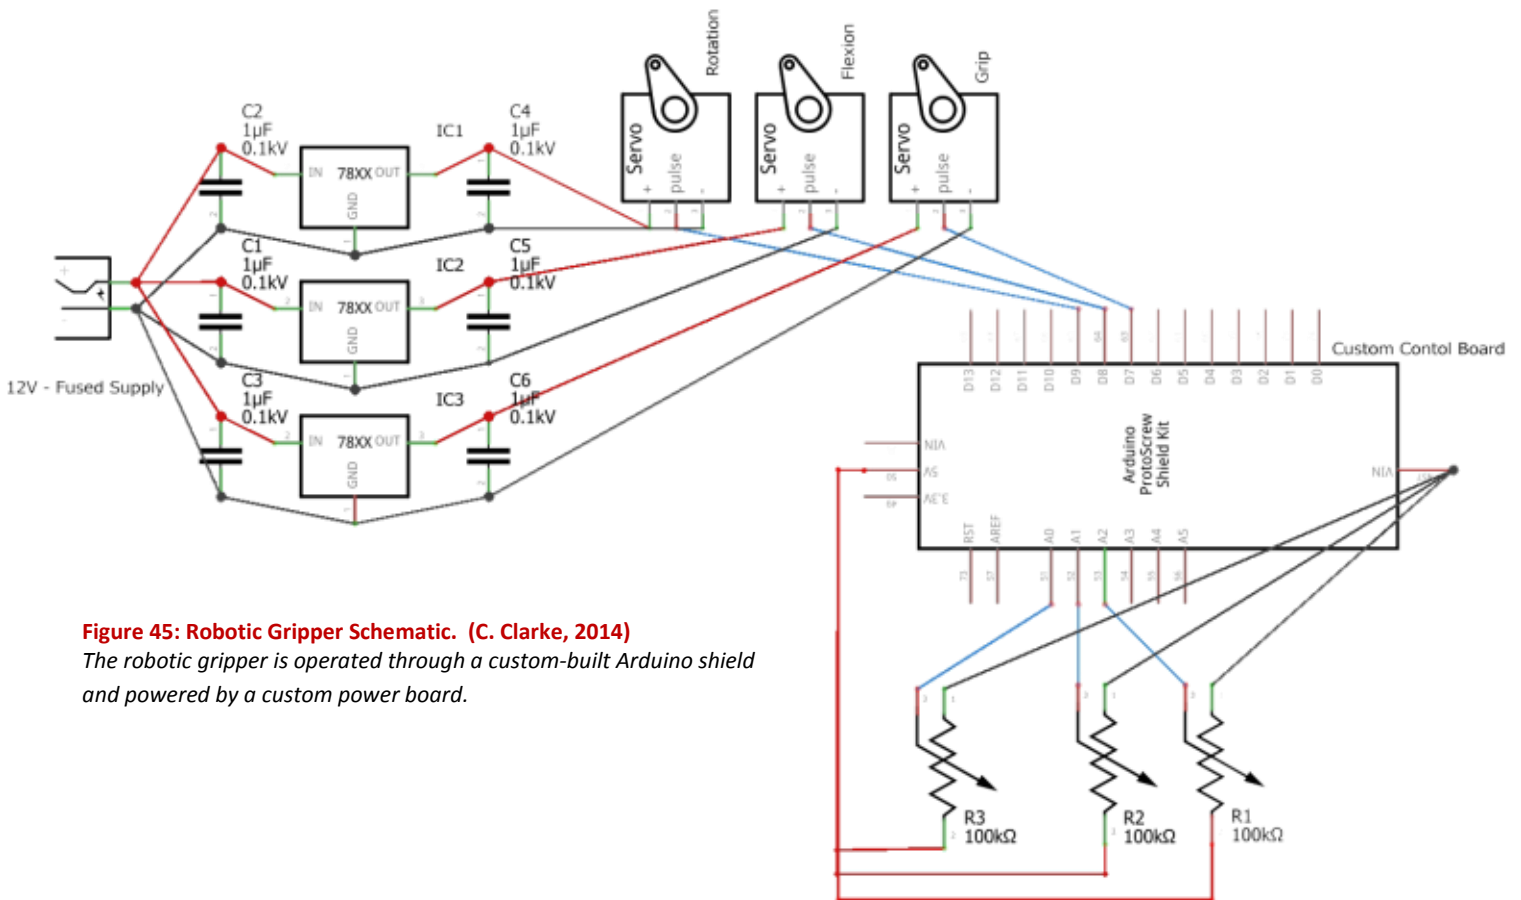 Rotation
Flexion
Grip
C2
1µF
0.1kV
IC1
C4
1µF
0.1kV
Servo
+
pulse
-
Servo
+
pulse
-
Servo
+
pulse
-
IN
78XX
OUT
GND
C1
1µF
0.1kV
IC2
C5
1µF
0.1kV
IN
78XX
OUT
GND
12V - Fused Supply
C3
1µF
0.1kV
IC3
C6
1µF
0.1kV
IN
78XX
OUT
GND
Custom Contol Board
D13
D12
D11
D10
D9
D8
D7
D6
D5
D4
D3
D2
D1
D0
VIN
5V
3.3V
Arduino
ProtoScrew
Shield Kit
VIN
RST
AREF
A0
A1
A2
A3
A4
A5
Figure 45: Robotic Gripper Schematic. (C. Clarke, 2014)
The robotic gripper is operated through a custom-built Arduino shield
and powered by a custom power board.
R3
100kΩ
R2
100kΩ
R1
100kΩ